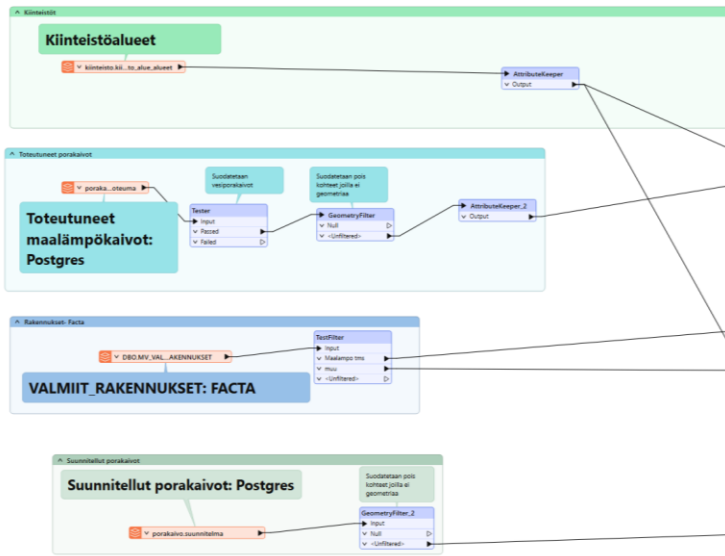 Kiinteistöt
Kiinteistöalueet
kiinteisto.kii...to_alue_alueet
AttributeKeeper
Output
Toteutuneet porakaivot
poraka...oteuma
Suodatetaan
vesiporakaivot
Suodatetaan pois
kohteet joilla ei
geometriaa
Toteutuneet
maalämpökaivot:
Postgres
Tester
Input
Passed
Failed
GeometryFilter
Null
<Unfiltered>
AttributeKeeper_2
Output
Rakennukset- Facta
DBO.MV_VAL...AKENNUKSET
VALMIIT_RAKENNUKSET: FACTA
TestFilter
Input
Maalampo tms
muu
<Unfiltered>
Suunnitellut porakaivot
Suunnitellut porakaivot: Postgres
Suodatetaan pois
kohteet joilla ei
geometriaa
porakaivo.suunnitelma
GeometryFilter_2
Input
Null
<Unfiltered>